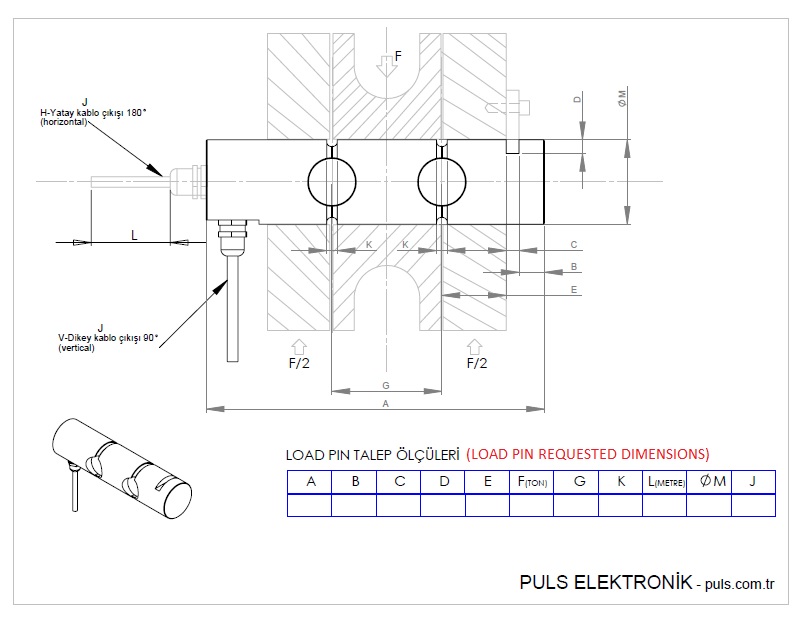 F
D
ØM
J
H-Yatay kablo çıkışı 180°
(horizontal)
L
K
K
C
B
E
J
V-Dikey kablo çıkışı 90°
(vertical)
F/2
F/2
G
A
LOAD PIN TALEP ÖLÇÜLERİ (LOAD PIN REQUESTED DIMENSIONS)
A B C D E F(TON) G K L(METRE) ØM J
PULS ELEKTRONİK - puls.com.tr